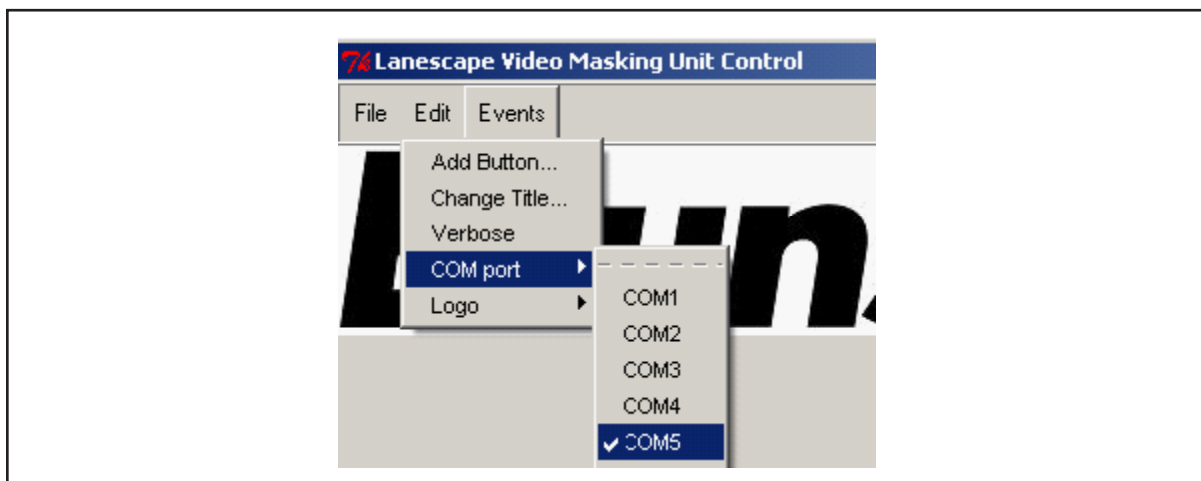 Lanescape Video Masking Unit Control
File Edit Events
Add Button...
Change Title...
Verbose
COM port
Logo
COM1
COM2
COM3
COM4
COM5